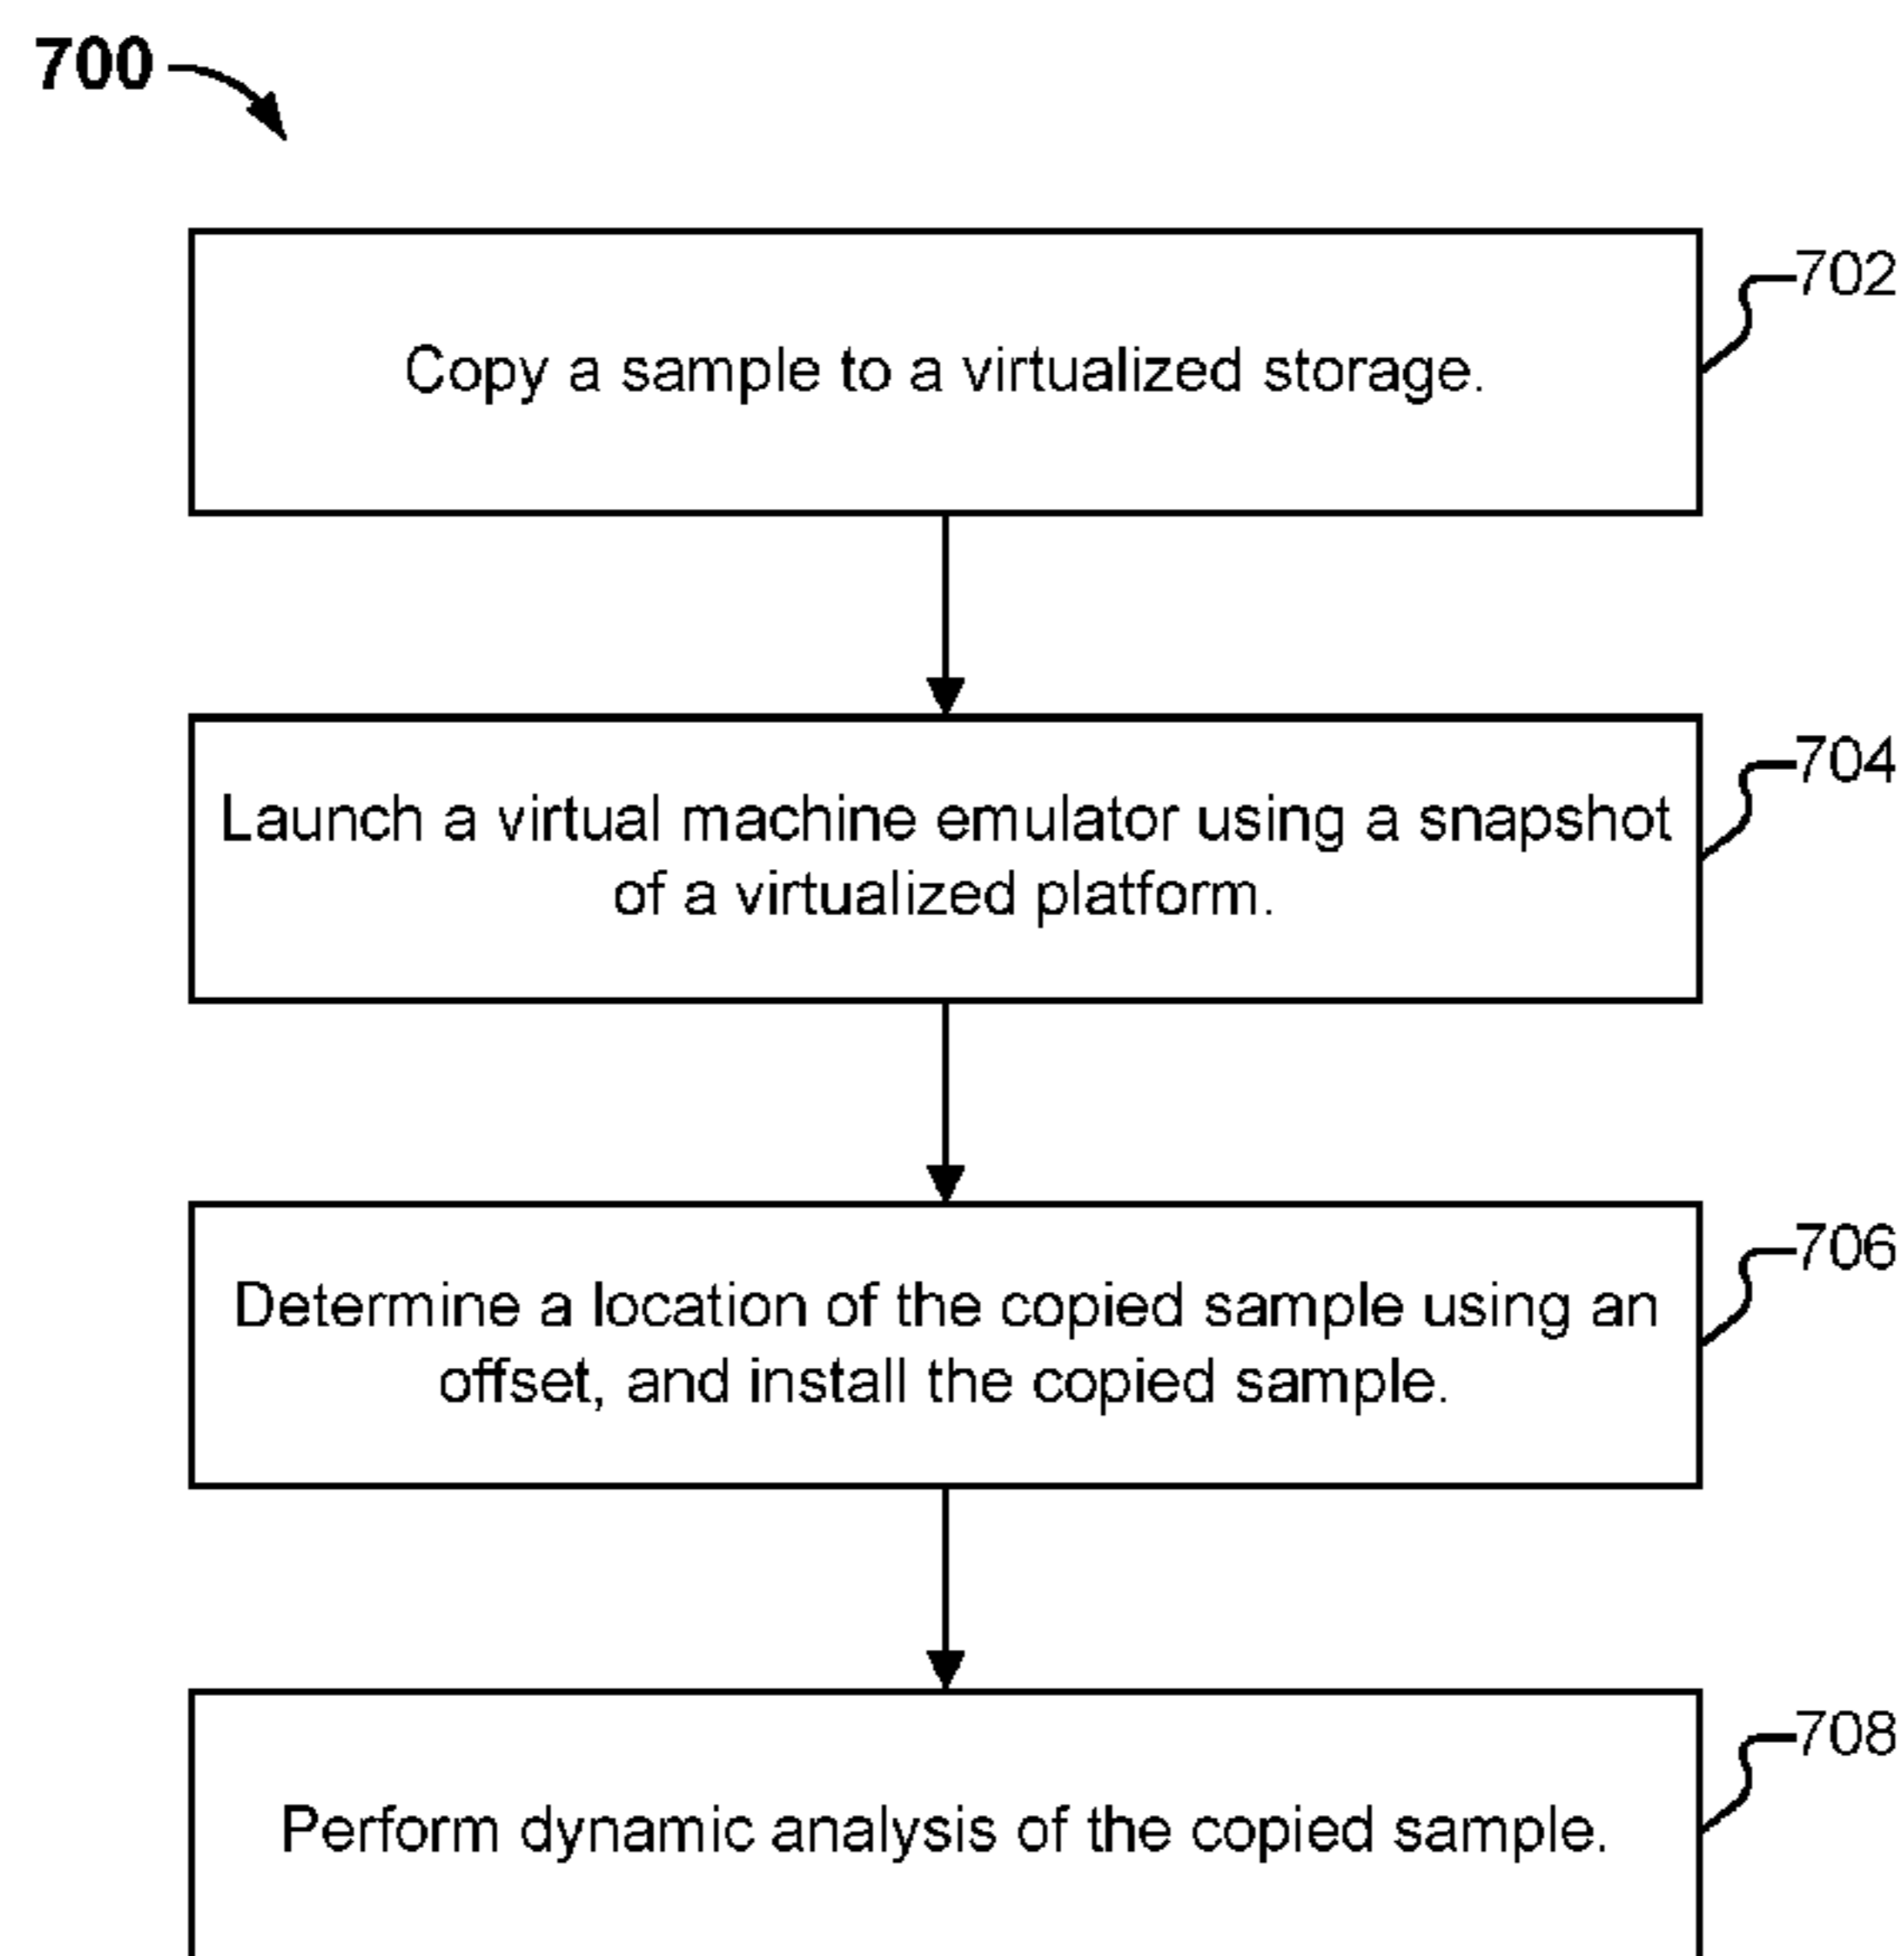 700
702
Copy a sample to a virtualized storage.
704
Launch a virtual machine emulator using a snapshot
of a virtualized platform.
706
Determine a location of the copied sample using an
offset, and install the copied sample.
708
Perform dynamic analysis of the copied sample.